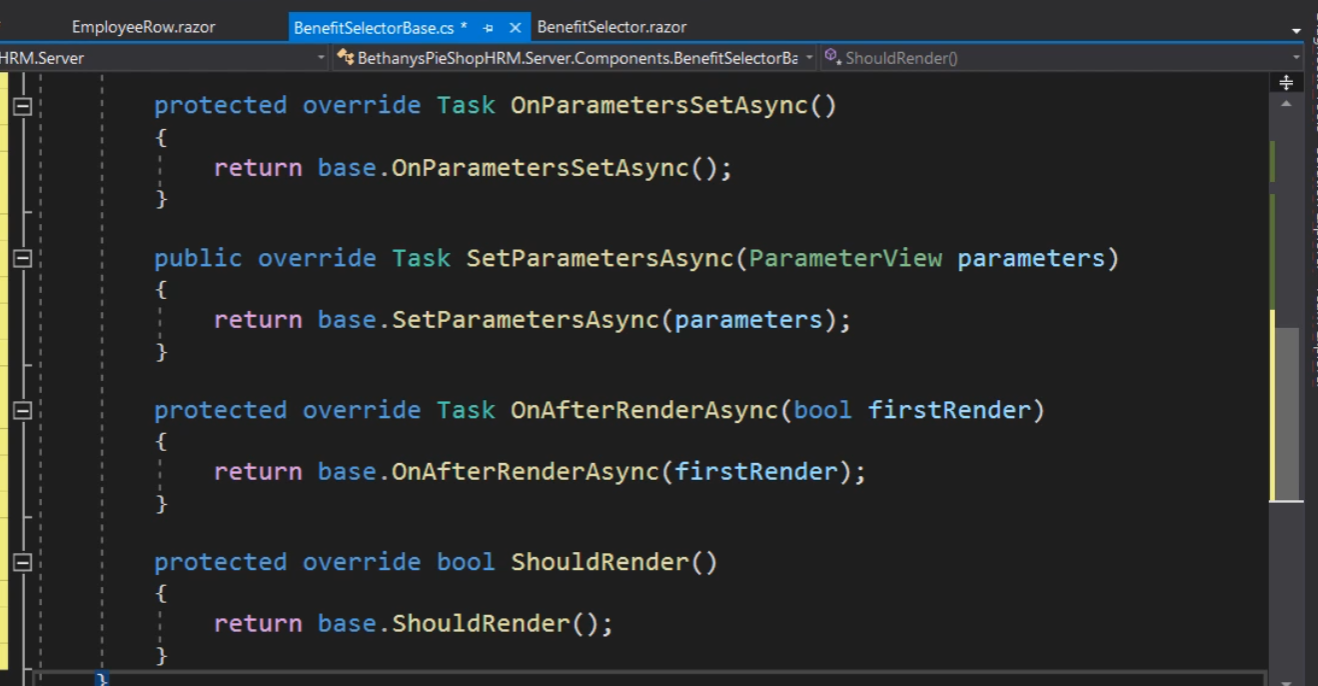 EmployeeRow.razor BenefitSelectorBase.cs * BenefitSelector.razor
HRM.Server BethanysPieShopHRM.Server.Components.BenefitSelectorBa ShouldRender()
protected override Task OnParametersSetAsync()
{
return base.OnParametersSetAsync();
}
public override Task SetParametersAsync(ParameterView parameters)
{
return base.SetParametersAsync(parameters);
}
protected override Task OnAfterRenderAsync(bool firstRender)
{
return base.OnAfterRenderAsync(firstRender);
}
protected override bool ShouldRender()
{
return base.ShouldRender();
}
}